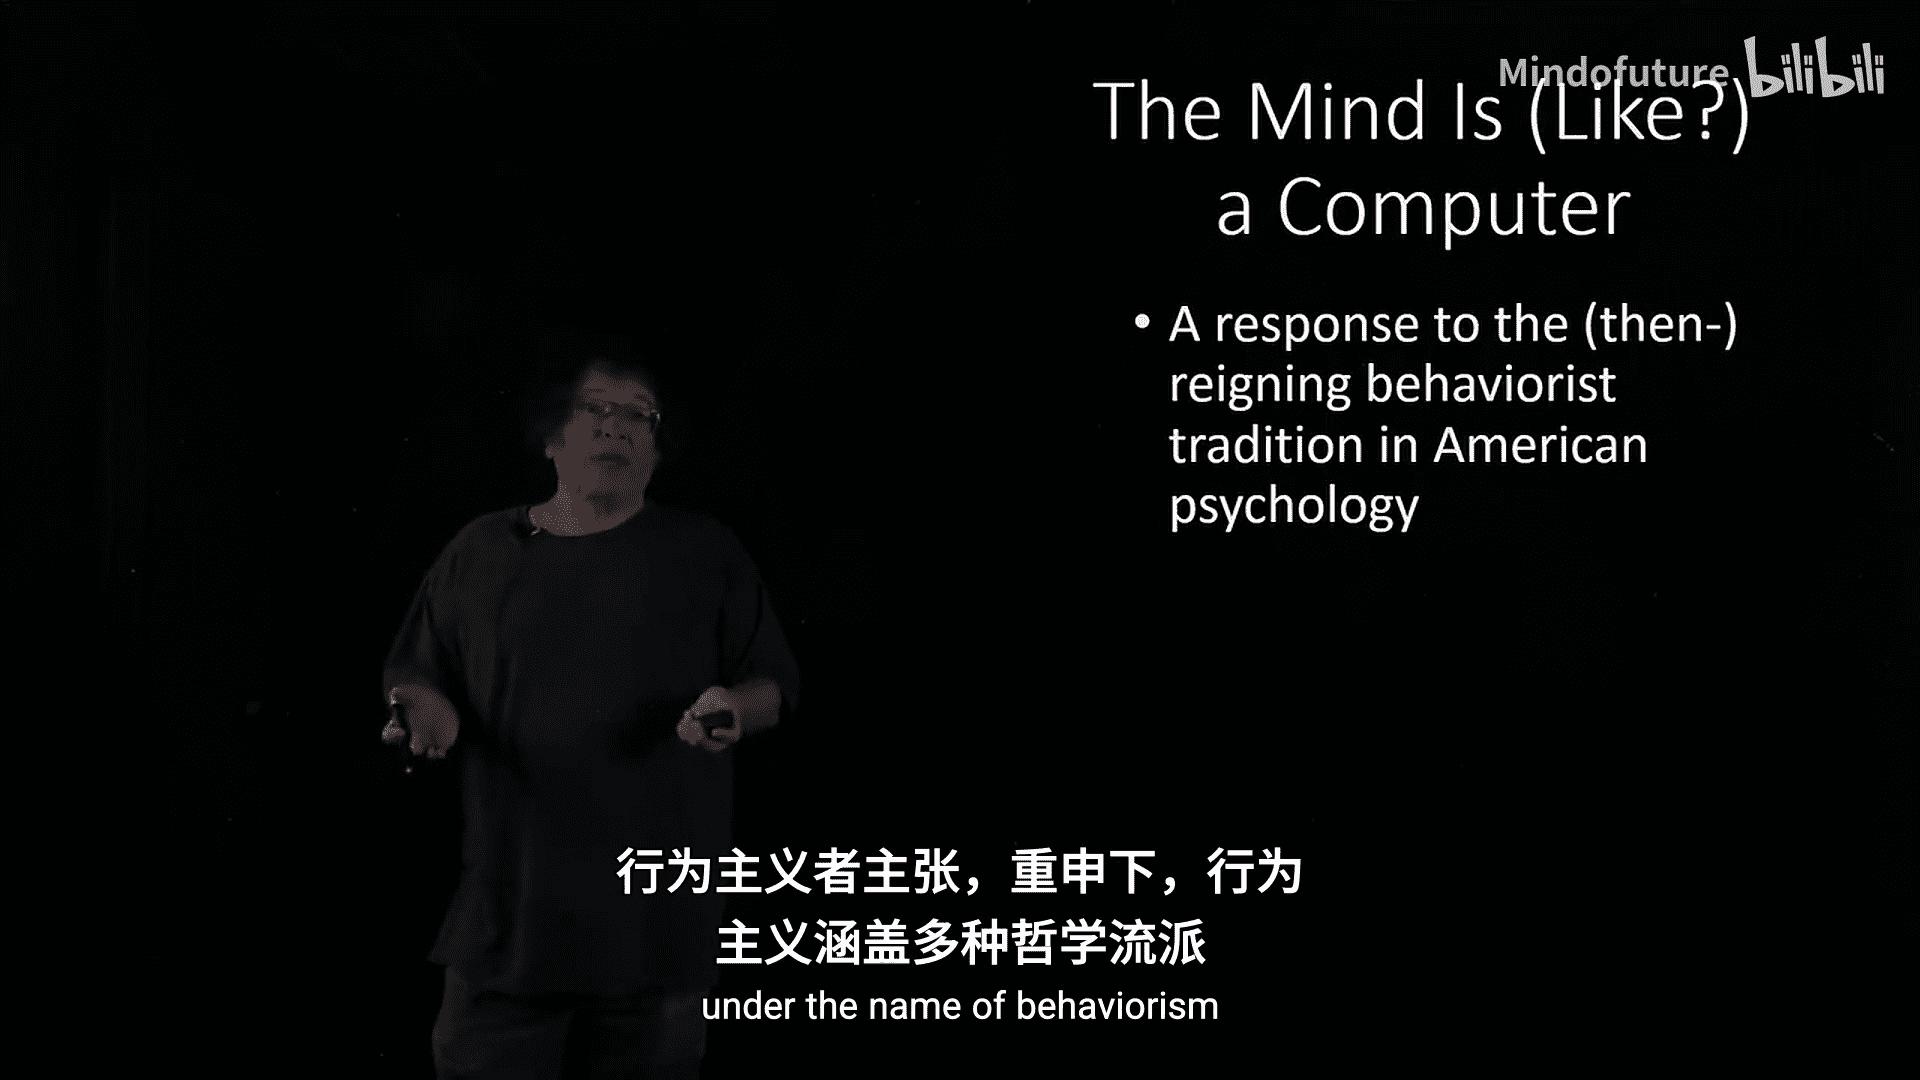 Mindofuture bilibili
The Mind Is (Like?)
a Computer
• A response to the (then-)
reigning behaviorist
tradition in American
psychology
行为主义者主张，重申下，行为
主义涵盖多种哲学流派
under the name of behaviorism